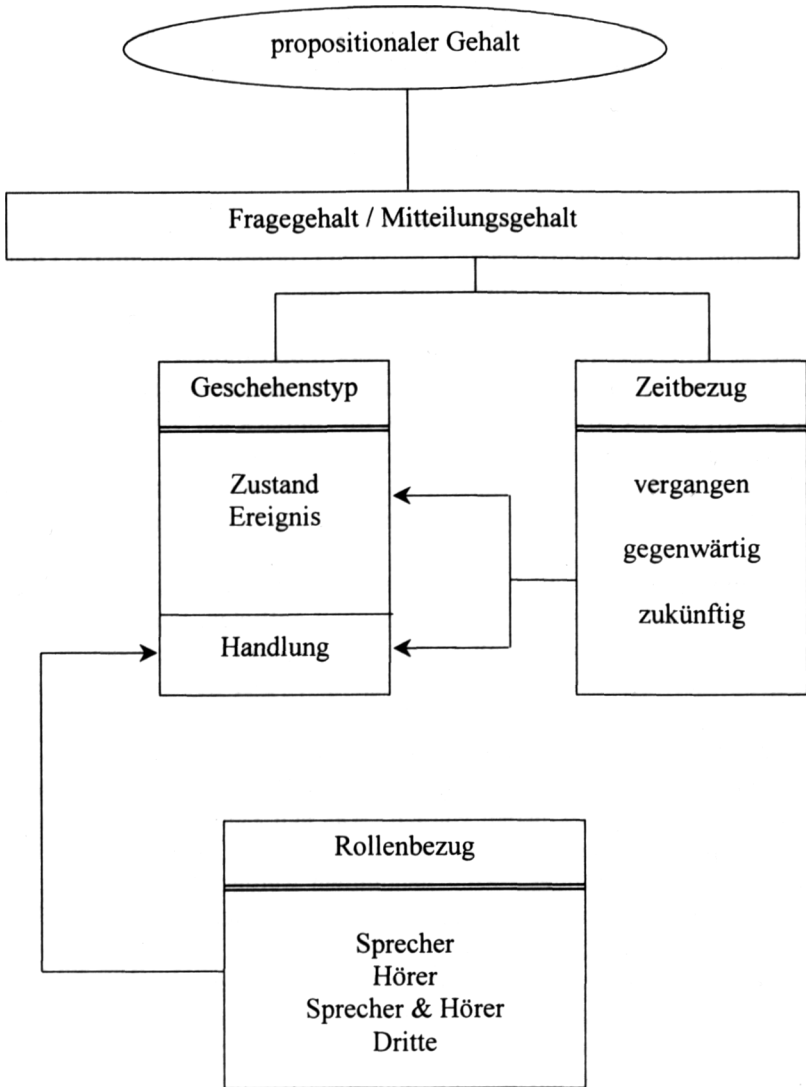 propositionaler Gehalt
Fragegehalt / Mitteilungsgehalt
Geschehenstyp
Zustand
Ereignis
Handlung
Zeitbezug
vergangen
gegenwärtig
zukünftig
Rollenbezug
Sprecher
Hörer
Sprecher & Hörer
Dritte